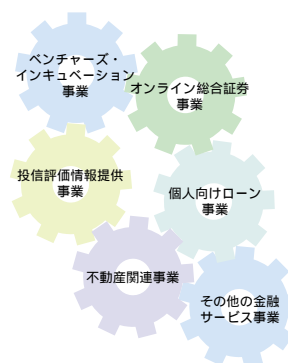 ベンチャーズ・
インキュベーション
事業
オンライン総合証券
事業
投信評価情報提供
事業
個人向けローン
事業
不動産関連事業
その他の金融
サービス事業